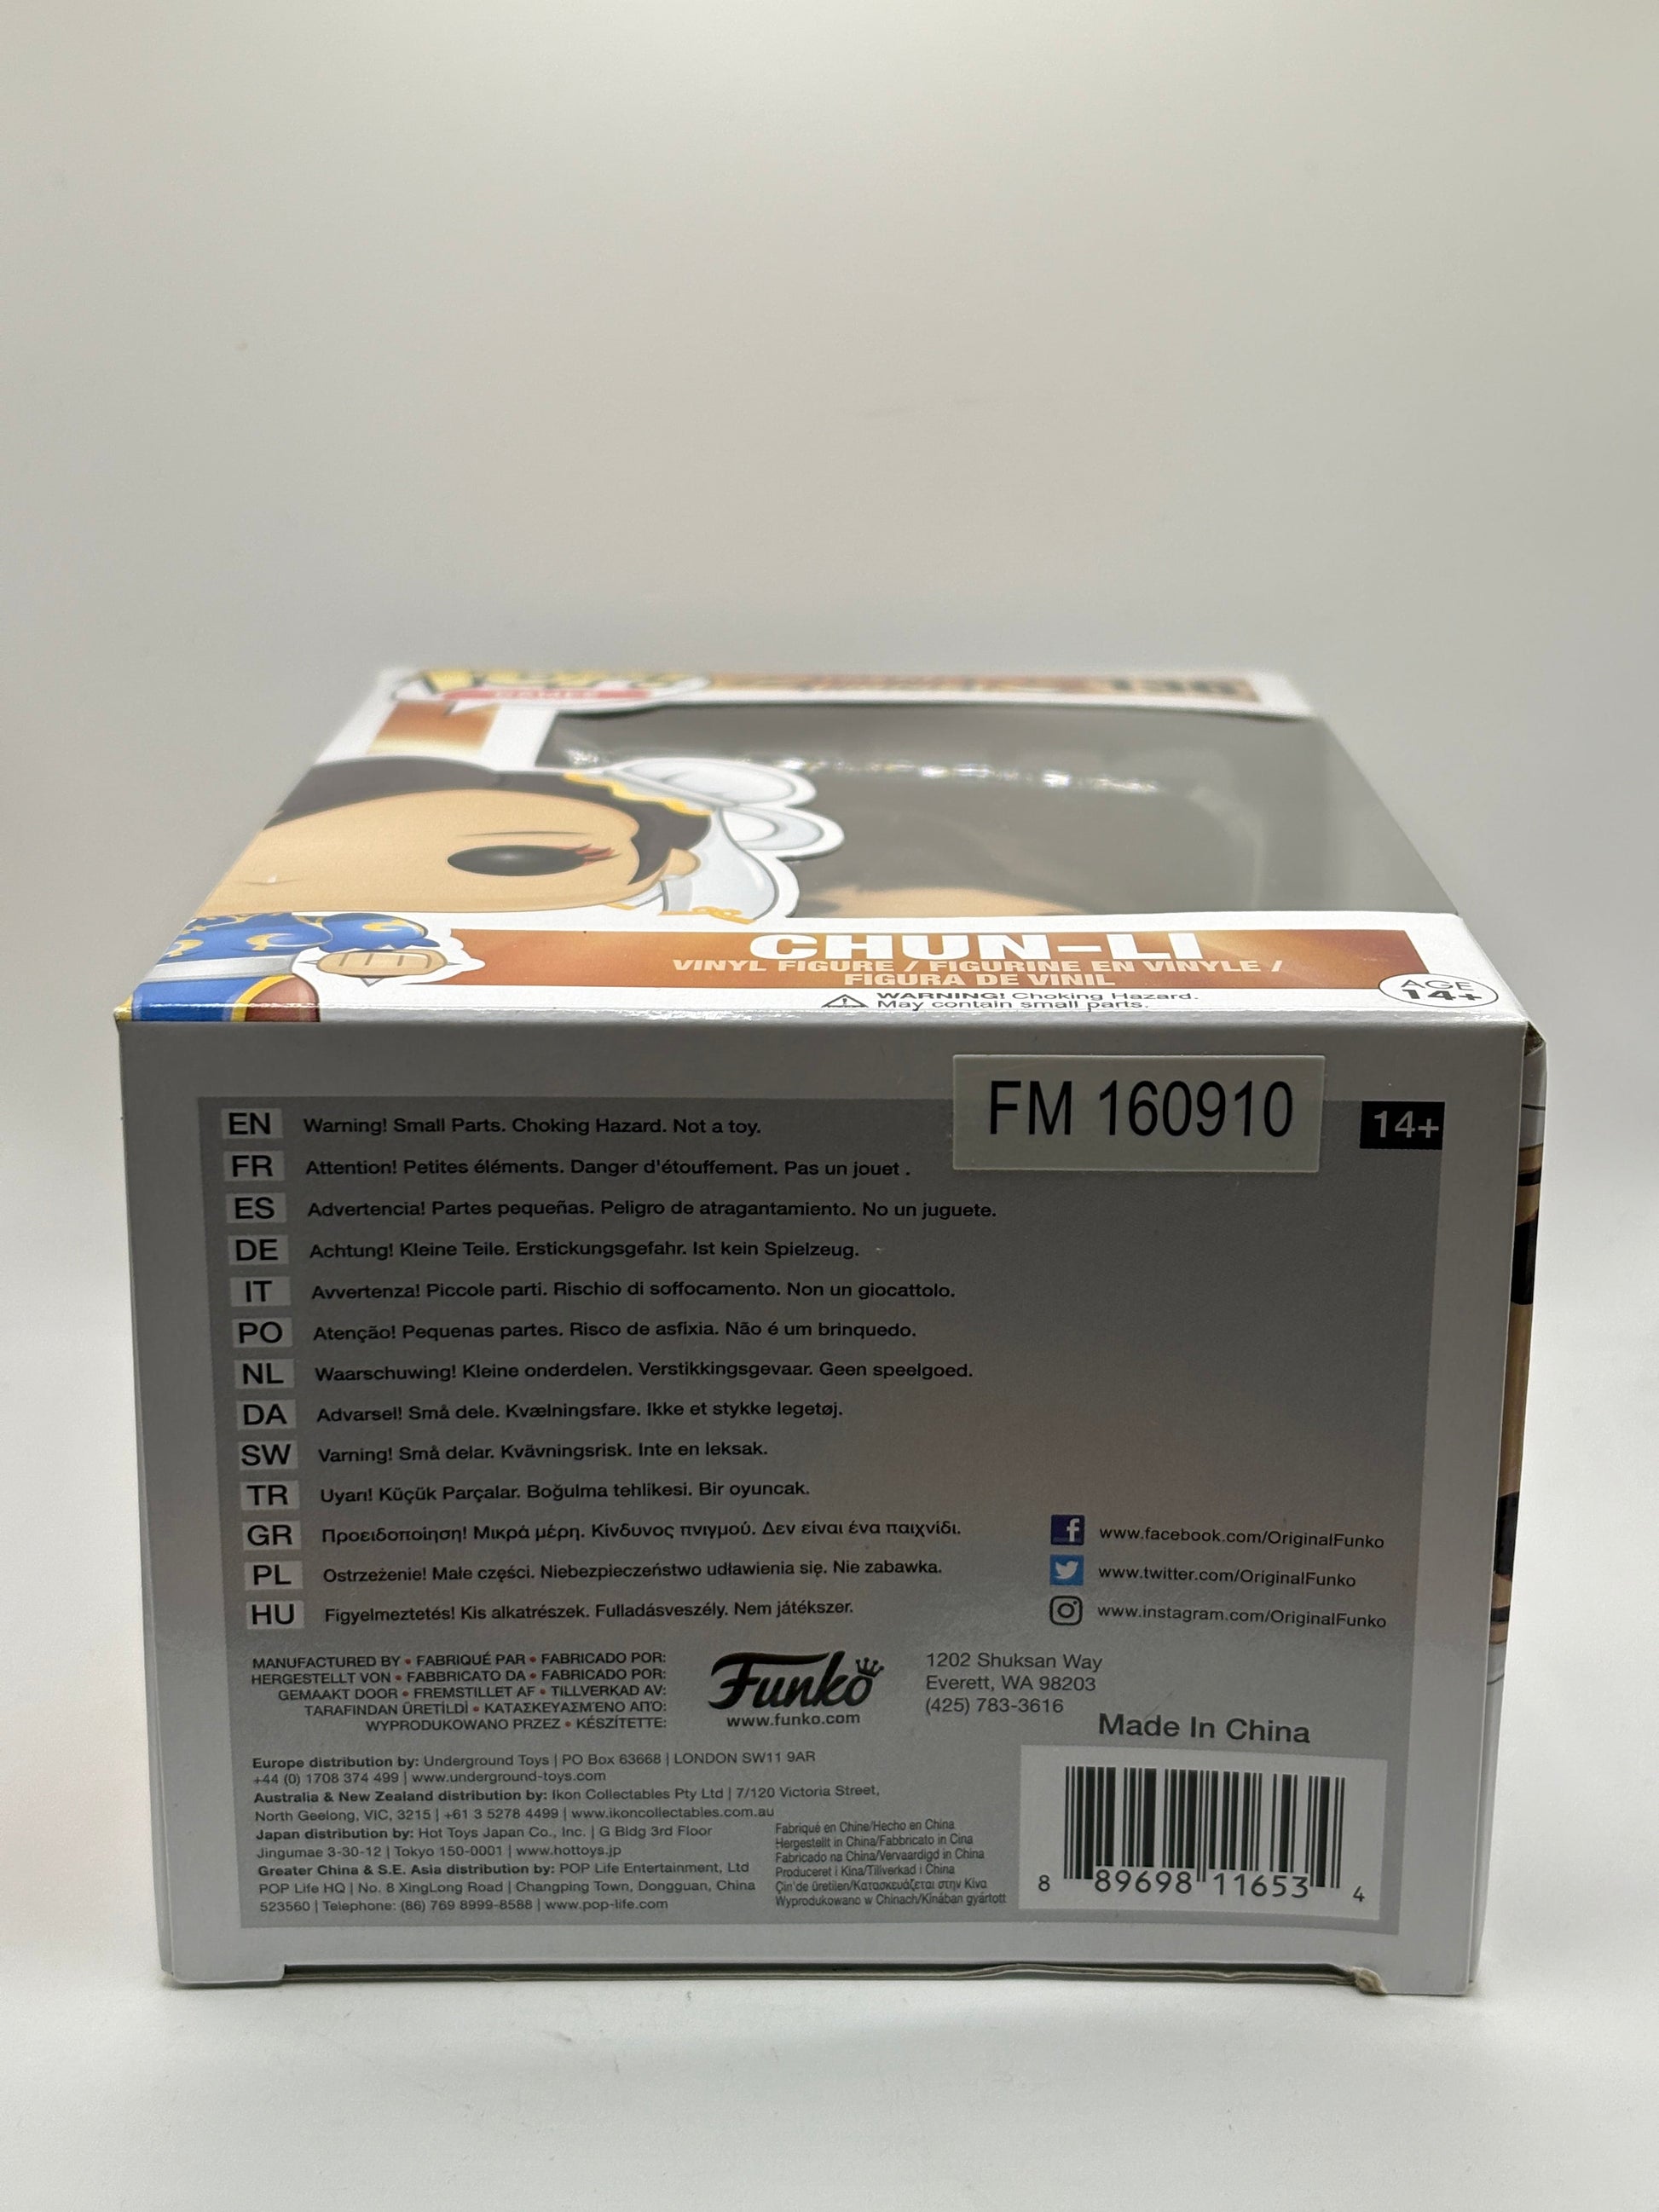 GAMES
136
CHUN-LI
VINYL FIGURE / FIGURINE EN VINYLE /
FIGURA DE VINIL
WARNING! Choking Hazard.
May contain small parts.
AGE
14+
FM 160910
14+
EN Warning! Small Parts. Choking Hazard. Not a toy.
FR Attention! Petites éléments. Danger d'étouffement. Pas un jouet .
ES Advertencia! Partes pequeñas. Peligro de atragantamiento. No un juguete.
DE Achtung! Kleine Teile. Erstickungsgefahr. Ist kein Spielzeug.
IT Avvertenza! Piccole parti. Rischio di soffocamento. Non un giocattolo.
PO Atenção! Pequenas partes. Risco de asfixia. Não é um brinquedo.
NL Waarschuwing! Kleine onderdelen. Verstikkingsgevaar. Geen speelgoed.
DA Advarsel! Små dele. Kvælningsfare. Ikke et stykke legetøj.
SW Varning! Små delar. Kvävningsrisk. Inte en leksak.
TR Uyarı! Küçük Parçalar. Boğulma tehlikesi. Bir oyuncak.
GR Προειδοποίηση! Μικρά μέρη. Κίνδυνος πνιγμού. Δεν είναι ένα παιχνίδι.
PL Ostrzeżenie! Małe części. Niebezpieczeństwo udławienia się. Nie zabawka.
HU Figyelmeztetés! Kis alkatrészek. Fulladásveszély. Nem játékszer.
www.facebook.com/OriginalFunko
www.twitter.com/OriginalFunko
www.instagram.com/OriginalFunko
MANUFACTURED BY • FABRIQUÉ PAR • FABRICADO POR:
HERGESTELLT VON • FABBRICATO DA • FABRICADO POR:
GEMAAKT DOOR • FREMSTILLET AF • TILLVERKAD AV:
TARAFINDAN ÜRETİLDİ • ΚΑΤΑΣΚΕΥΑΣΜΈΝΟ ΑΠΌ:
WYPRODUKOWANO PRZEZ • KÉSZÍTETTE:
Funko
www.funko.com
1202 Shuksan Way
Everett, WA 98203
(425) 783-3616
Made In China
Europe distribution by: Underground Toys | PO Box 63668 | LONDON SW11 9AR
+44 (0) 1708 374 499 | www.underground-toys.com
Australia & New Zealand distribution by: Ikon Collectables Pty Ltd | 7/120 Victoria Street,
North Geelong, VIC, 3215 | +61 3 5278 4499 | www.ikoncollectables.com.au
Japan distribution by: Hot Toys Japan Co., Inc. | G Bldg 3rd Floor
Jingumae 3-30-12 | Tokyo 150-0001 | www.hottoys.jp
Greater China & S.E. Asia distribution by: POP Life Entertainment, Ltd
POP Life HQ | No. 8 XingLong Road | Changping Town, Dongguan, China
523560 | Telephone: (86) 769 8999-8588 | www.pop-life.com
Fabriqué en Chine/Hecho en China
Hergestellt in China/Fabbricato in Cina
Fabricado na China/Vervaardigd in China
Produceret i Kina/Tillverkad i China
Çin'de üretilen/Κατασκευάζεται στην Κίνα
Wyprodukowano w Chinach/Kínában gyártott
8 89698 11653 4